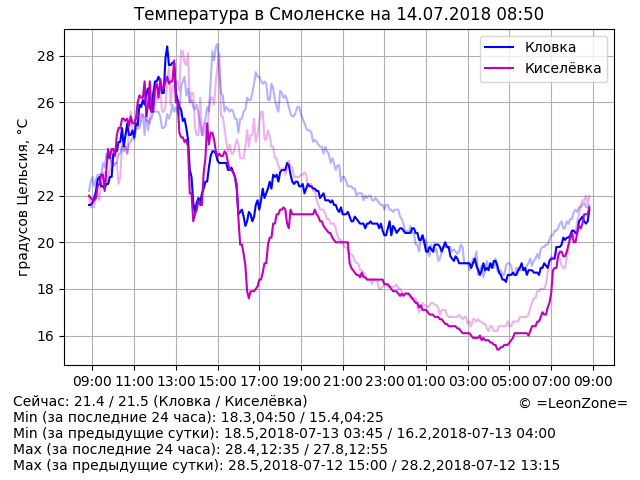 Температура в Смоленске на 14.07.2018 08:50
Кловка
Киселёвка
градусов Цельсия, °C
28
26
24
22
20
18
16
09:00 11:00 13:00 15:00 17:00 19:00 21:00 23:00 01:00 03:00 05:00 07:00 09:00
Сейчас: 21.4 / 21.5 (Кловка / Киселёвка)
© =LeonZone=
Min (за последние 24 часа): 18.3,04:50 / 15.4,04:25
Min (за предыдущие сутки): 18.5,2018-07-13 03:45 / 16.2,2018-07-13 04:00
Max (за последние 24 часа): 28.4,12:35 / 27.8,12:55
Max (за предыдущие сутки): 28.5,2018-07-12 15:00 / 28.2,2018-07-12 13:15